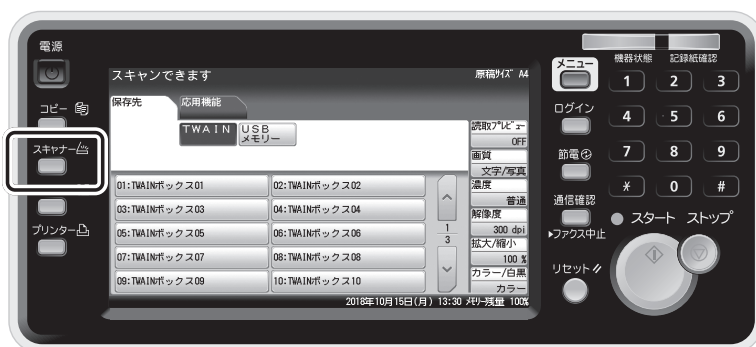 電源
コピー
スキャナー
プリンター
スキャンできます
原稿サイズ A4
保存先
応用機能
TWAIN
USB
メモリー
01:TWAINボックス01
02:TWAINボックス02
03:TWAINボックス03
04:TWAINボックス04
05:TWAINボックス05
06:TWAINボックス06
07:TWAINボックス07
08:TWAINボックス08
09:TWAINボックス09
10:TWAINボックス10
1
3
読取プレビュー
OFF
画質
文字/写真
濃度
普通
解像度
300 dpi
拡大/縮小
100 %
カラー/白黒
カラー
2018年10月15日(月) 13:30 メモリー残量 100%
メニュー
ログイン
節電
通信確認
▶ファクス中止
リセット
機器状態
記録紙確認
1 2 3
4 5 6
7 8 9
* 0 #
スタート ストップ